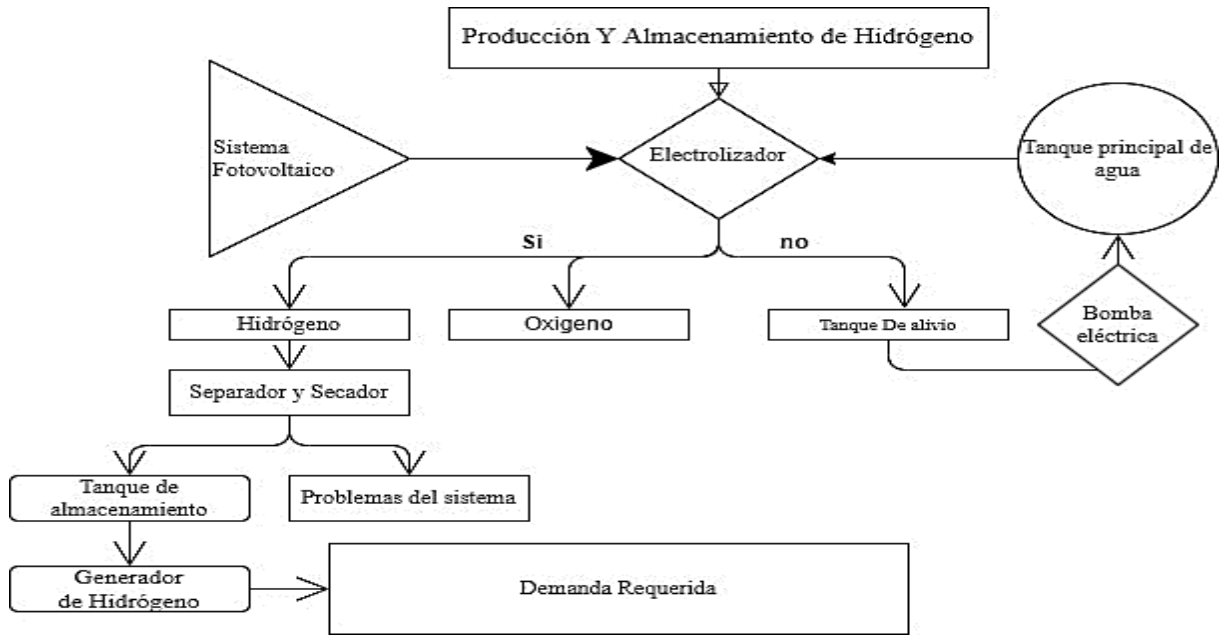 Producción Y Almacenamiento de Hidrógeno
Sistema
Fotovoltaico
Electrolizador
Tanque principal de
agua
Si
no
Hidrógeno
Oxigeno
Tanque De alivio
Bomba
eléctrica
Separador y Secador
Tanque de
almacenamiento
Problemas del sistema
Generador
de Hidrógeno
Demanda Requerida